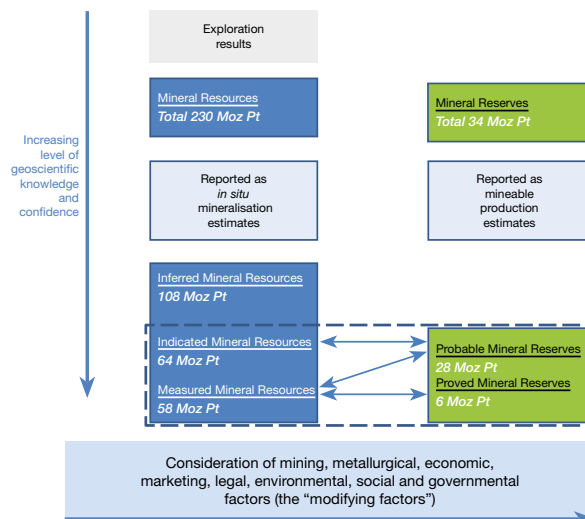 Exploration
results
Mineral Resources
Total 230 Moz Pt
Mineral Reserves
Total 34 Moz Pt
Increasing
level of
geoscientific
knowledge
and
confidence
Reported as
in situ
mineralisation
estimates
Reported as
mineable
production
estimates
Inferred Mineral Resources
108 Moz Pt
Indicated Mineral Resources
64 Moz Pt
Measured Mineral Resources
58 Moz Pt
Probable Mineral Reserves
28 Moz Pt
Proved Mineral Reserves
6 Moz Pt
Consideration of mining, metallurgical, economic,
marketing, legal, environmental, social and governmental
factors (the “modifying factors”)